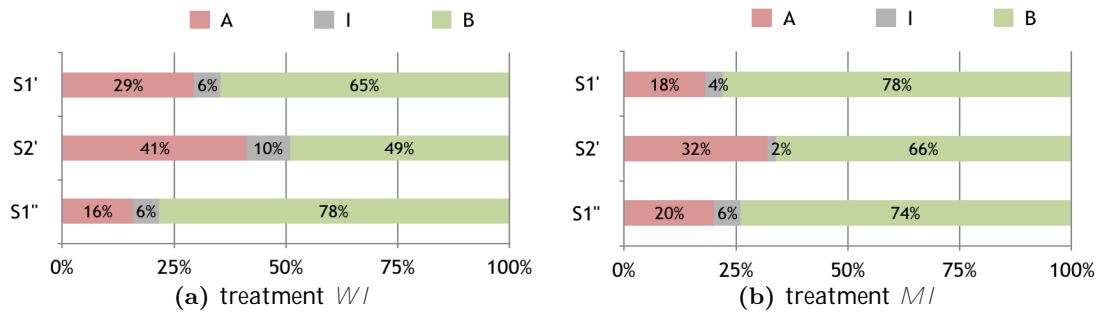 A I B
S1' 29% 6% 65%
S2' 41% 10% 49%
S1" 16% 6% 78%
0% 25% 50% 75% 100%
(a) treatment WI
A I B
S1' 18% 4% 78%
S2' 32% 2% 66%
S1" 20% 6% 74%
0% 25% 50% 75% 100%
(b) treatment MI